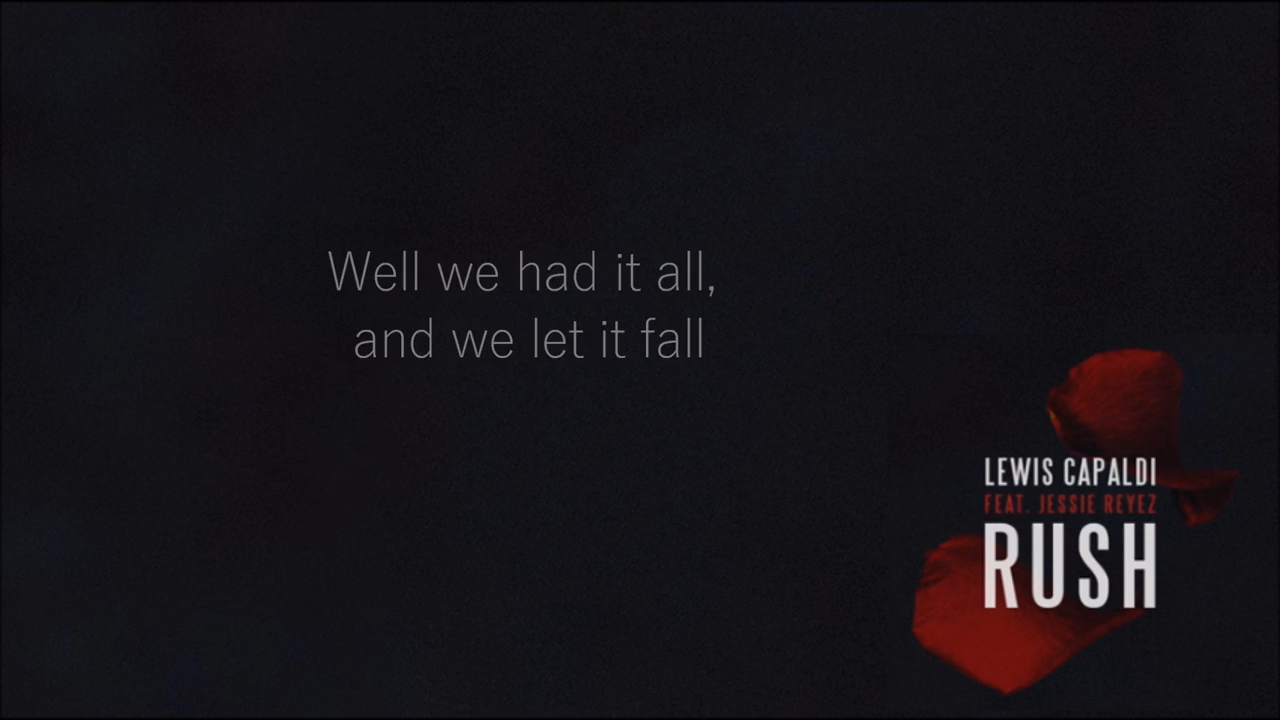 Well we had it all,
and we let it fall
LEWIS CAPALDI
FEAT. JESSIE REYEZ
RUSH